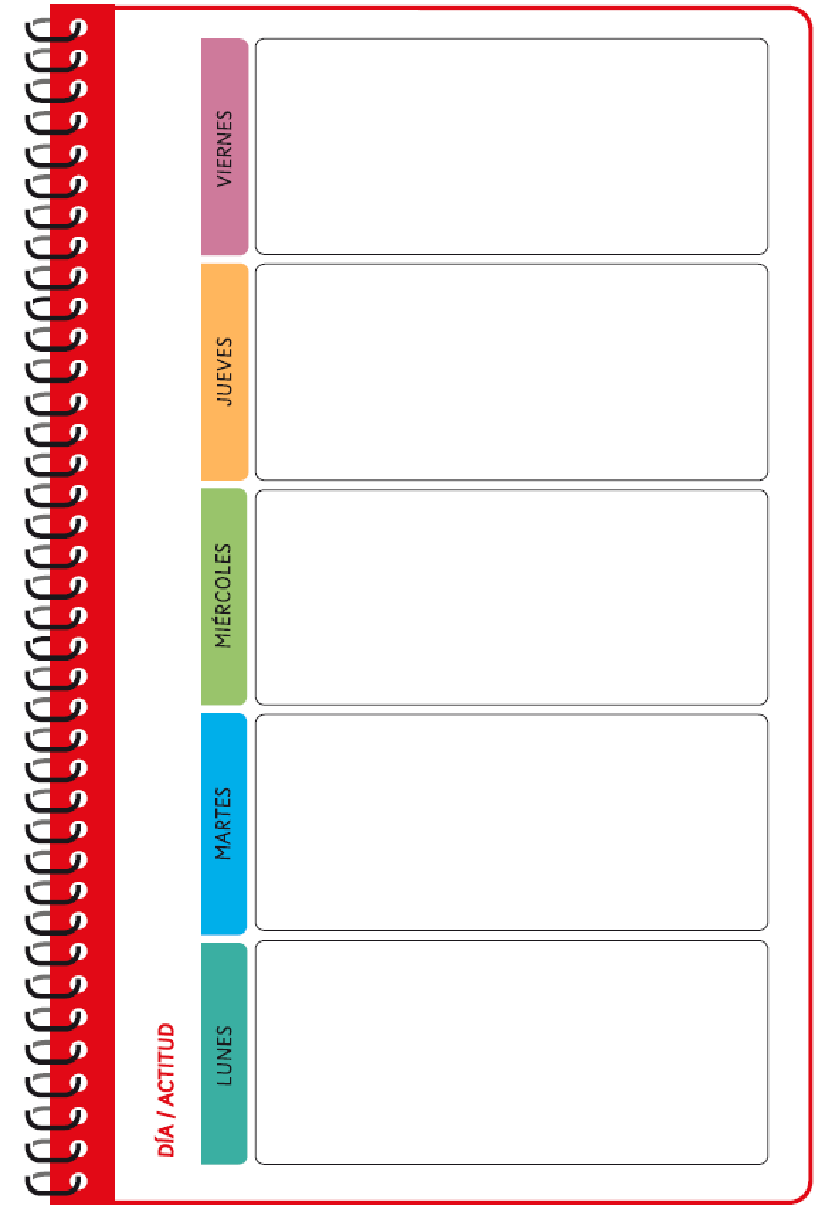 DÍA / ACTITUD
LUNES
MARTES
MIÉRCOLES
JUEVES
VIERNES